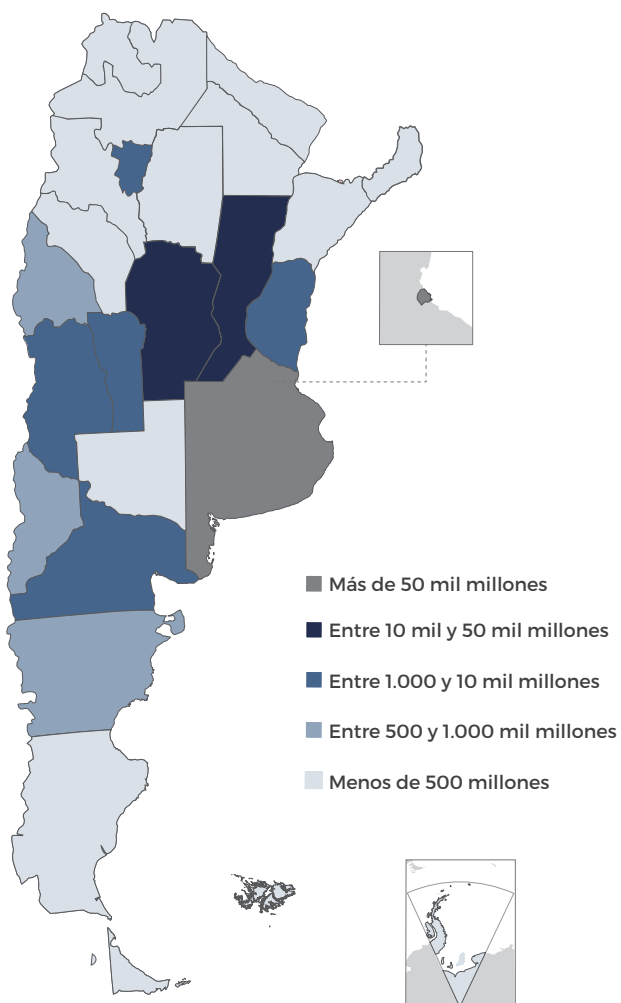 Más de 50 mil millones
Entre 10 mil y 50 mil millones
Entre 1.000 y 10 mil millones
Entre 500 y 1.000 mil millones
Menos de 500 millones